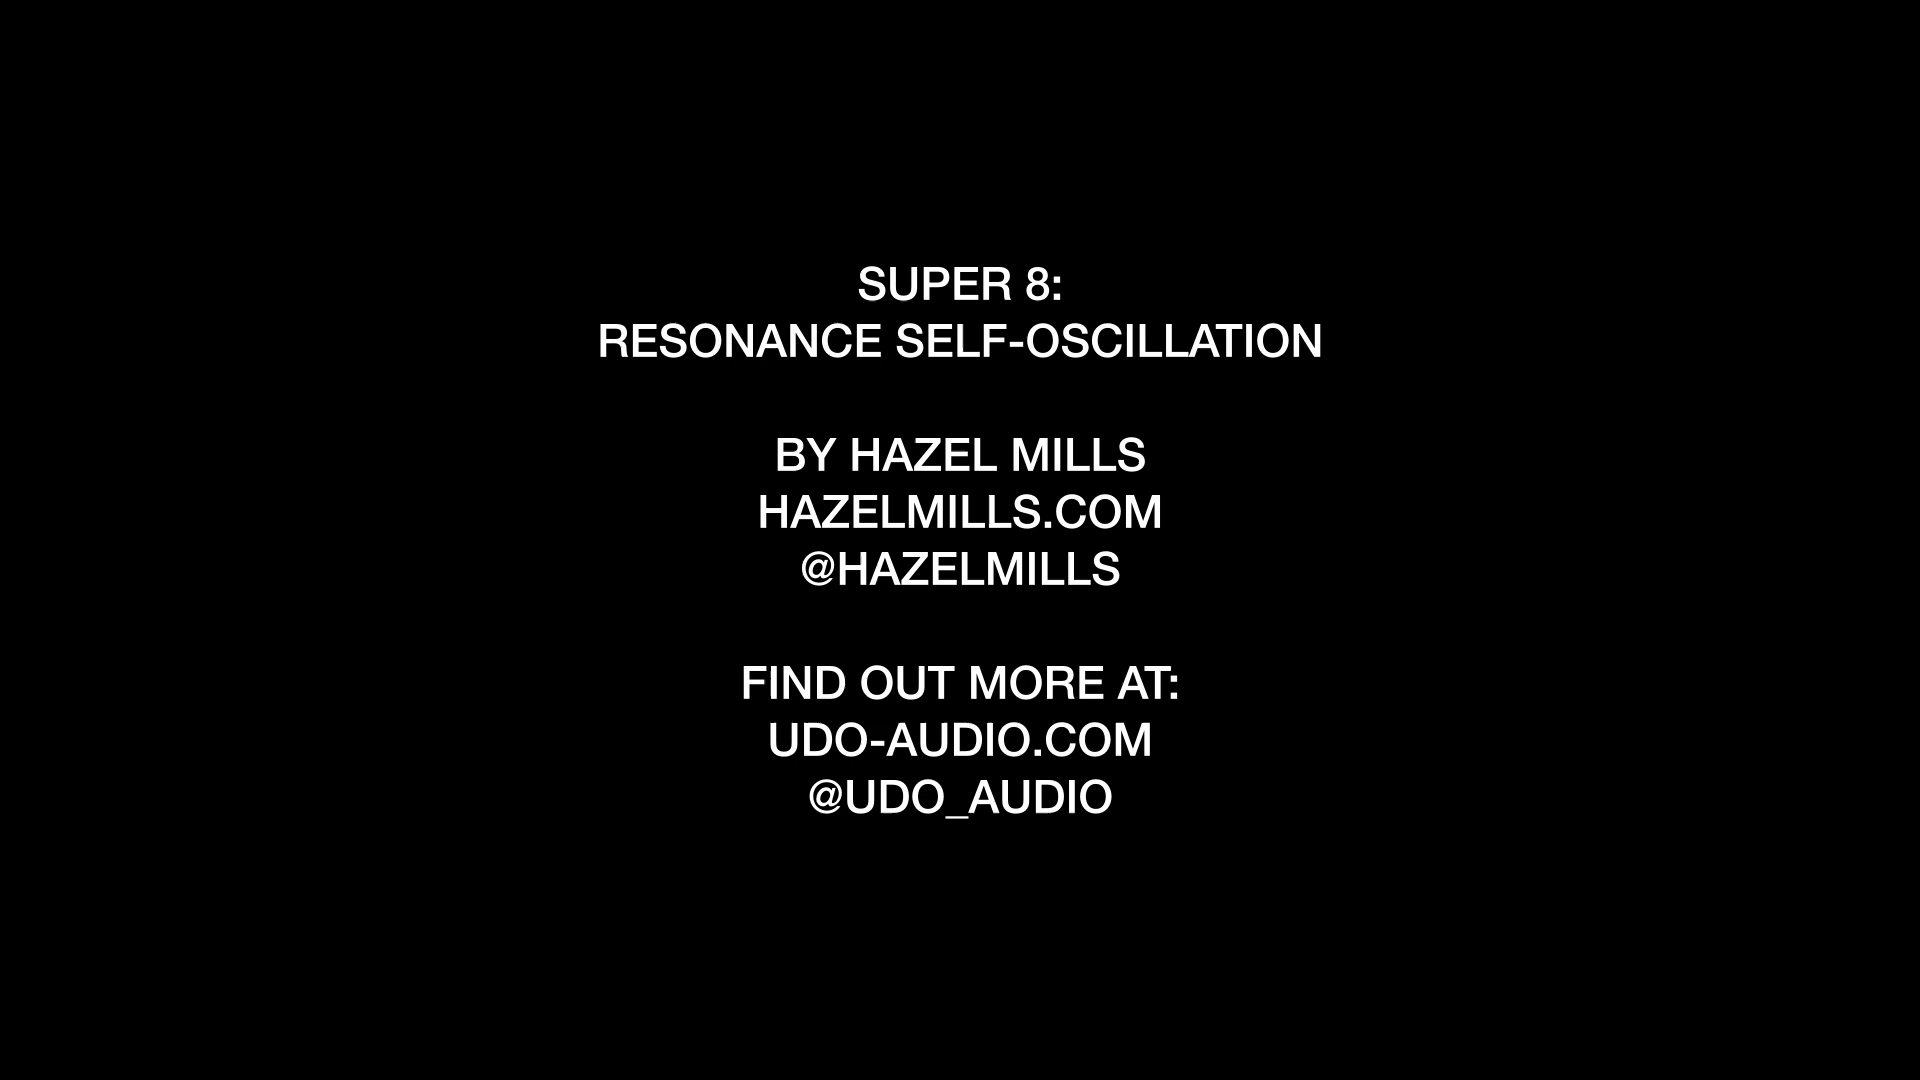 SUPER 8:
RESONANCE SELF-OSCILLATION
BY HAZEL MILLS
HAZELMILLS.COM
@HAZELMILLS
FIND OUT MORE AT:
UDO-AUDIO.COM
@UDO_AUDIO